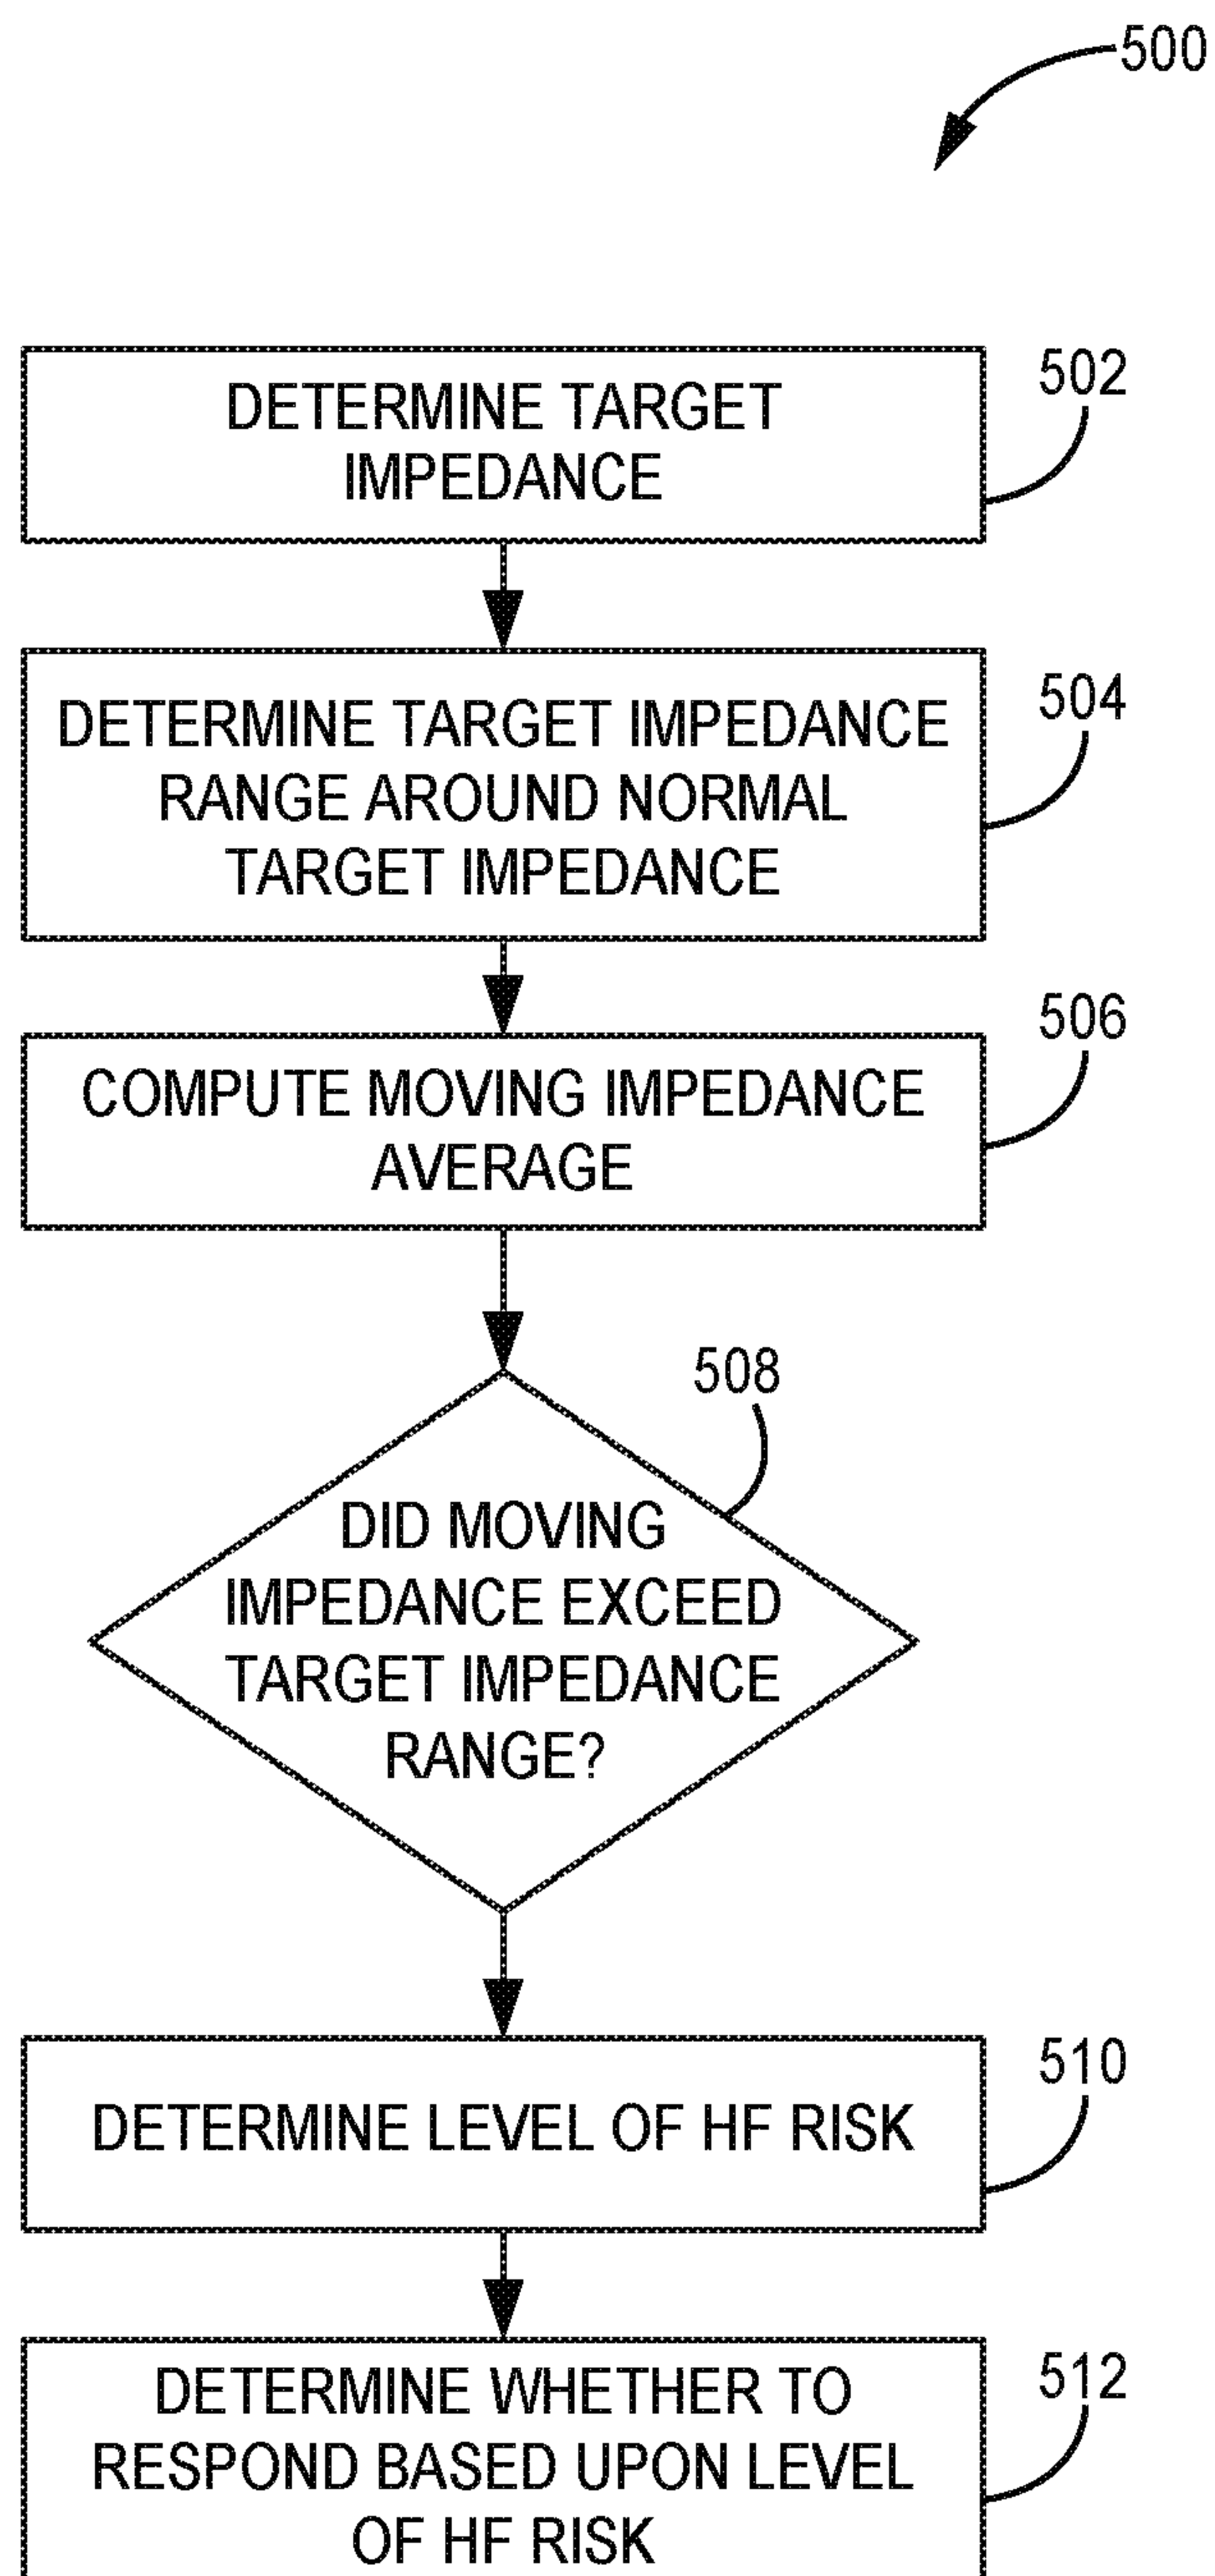 500
502
DETERMINE TARGET
IMPEDANCE
504
DETERMINE TARGET IMPEDANCE
RANGE AROUND NORMAL
TARGET IMPEDANCE
506
COMPUTE MOVING IMPEDANCE
AVERAGE
508
DID MOVING
IMPEDANCE EXCEED
TARGET IMPEDANCE
RANGE?
510
DETERMINE LEVEL OF HF RISK
512
DETERMINE WHETHER TO
RESPOND BASED UPON LEVEL
OF HF RISK